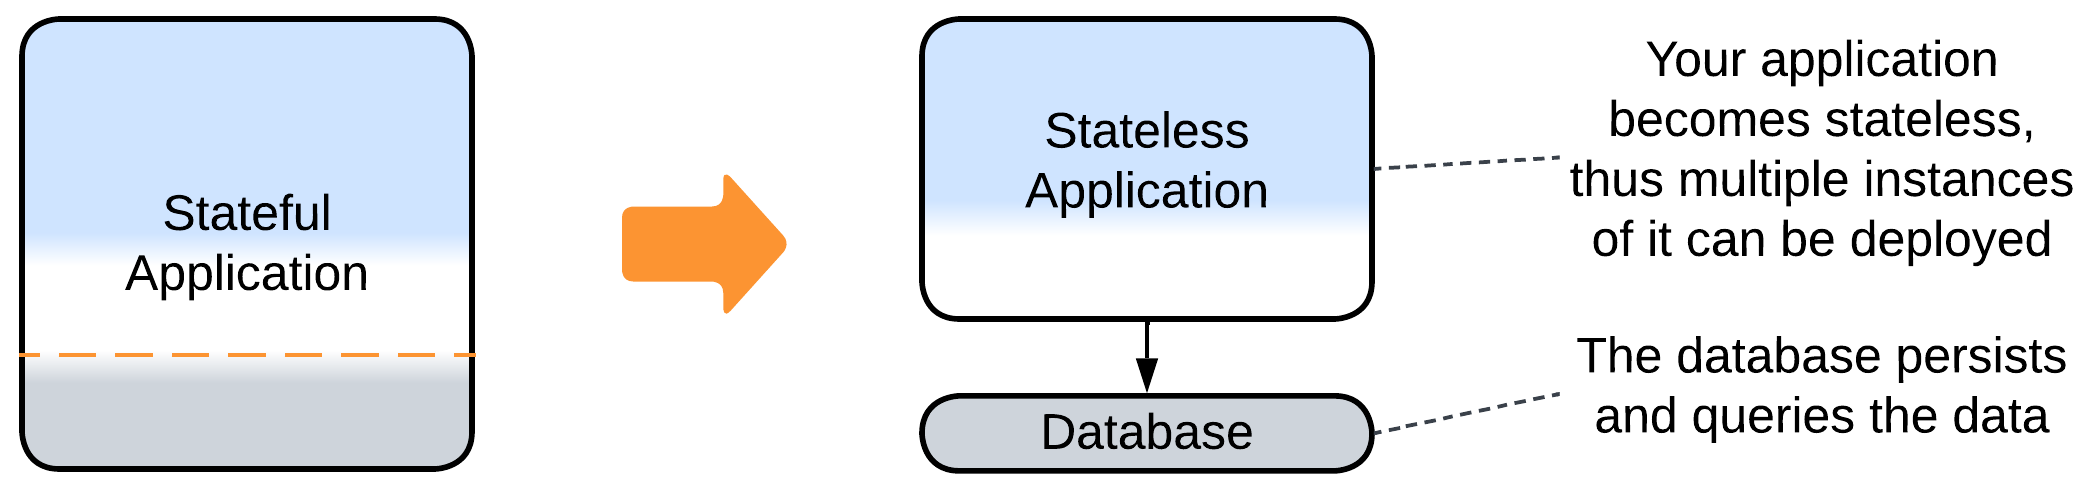 Stateful
Application
Stateless
Application
Database
Your application
becomes stateless,
thus multiple instances
of it can be deployed
The database persists
and queries the data